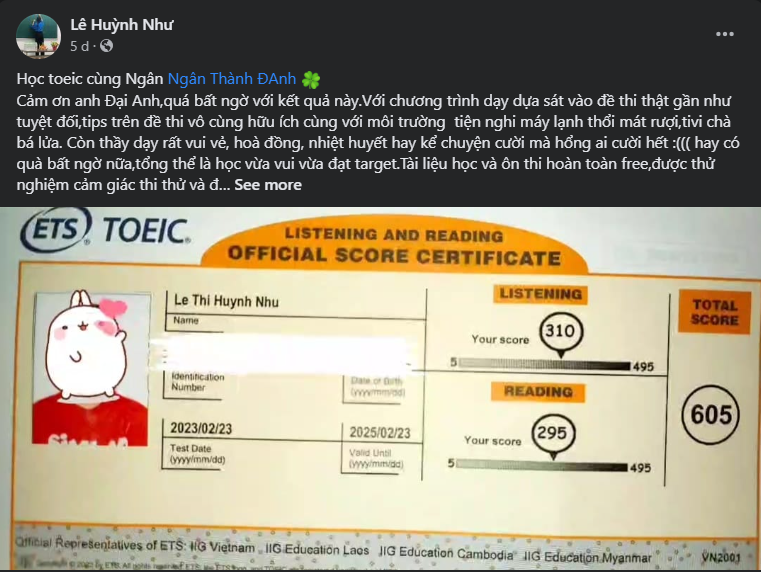 Lê Huỳnh Như
5 d ·
Học toeic cùng Ngân Ngân Thành ĐAnh 🍀
Cảm ơn anh Đại Anh,quá bất ngờ với kết quả này.Với chương trình dạy dựa sát vào đề thi thật gần như
tuyệt đối,tips trên đề thi vô cùng hữu ích cùng với môi trường tiện nghi máy lạnh thổi mát rượi,tivi chà
bá lửa. Còn thầy dạy rất vui vẻ, hoà đồng, nhiệt huyết hay kể chuyện cười mà hổng ai cười hết :((( hay có
quà bất ngờ nữa,tổng thể là học vừa vui vừa đạt target.Tài liệu học và ôn thi hoàn toàn free,được thử
nghiệm cảm giác thi thử và đ... See more
ETS® TOEIC®
LISTENING AND READING
OFFICIAL SCORE CERTIFICATE
Le Thi Huynh Nhu
Name
Identification
Number
Date of Birth
(yyyy/mm/dd)
2023/02/23
Test Date
(yyyy/mm/dd)
2025/02/23
Valid Until
(yyyy/mm/dd)
LISTENING
Your score
310
5
495
READING
Your score
295
5
495
TOTAL
SCORE
605
Official Representatives of ETS: IIG Vietnam IIG Education Laos IIG Education Cambodia IIG Education Myanmar
VN2001